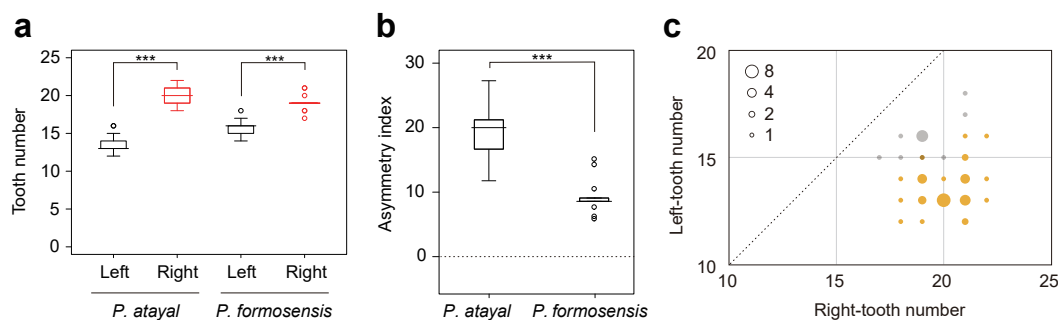 a
Tooth number
25
20
15
10
5
0
***
***
Left
Right
Left
Right
P. atayal
P. formosensis
b
Asymmetry index
30
20
10
0
***
P. atayal
P. formosensis
c
Left-tooth number
20
15
10
8
4
2
1
10
15
20
25
Right-tooth number